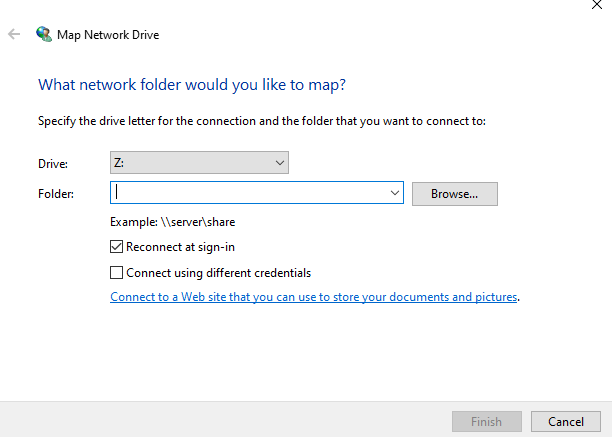 Map Network Drive
What network folder would you like to map?
Specify the drive letter for the connection and the folder that you want to connect to:
Drive: Z:
Folder: Browse...
Example: \\server\share
Reconnect at sign-in
Connect using different credentials
Connect to a Web site that you can use to store your documents and pictures.
Finish Cancel